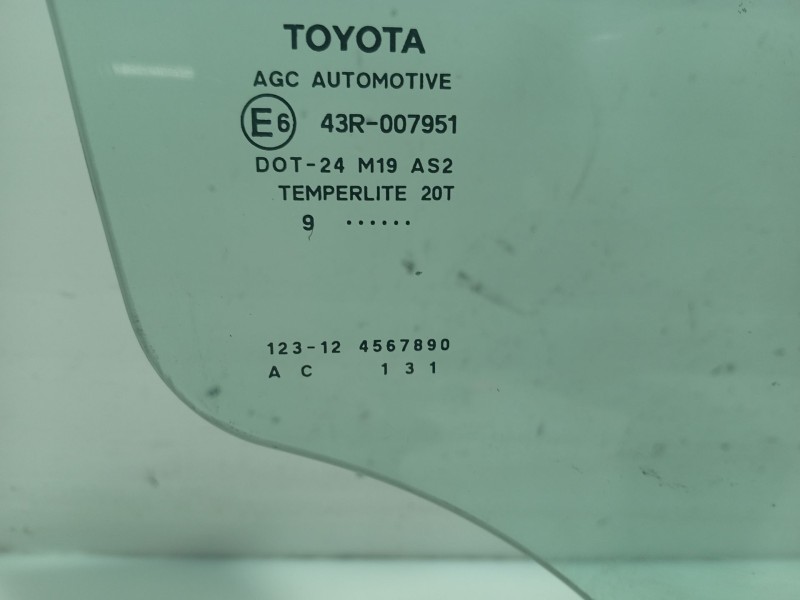 TOYOTA
AGC AUTOMOTIVE
E6 43R-007951
DOT-24 M19 AS2
TEMPERLITE 20T
9 ......
123-12 4567890
A C 1 3 1